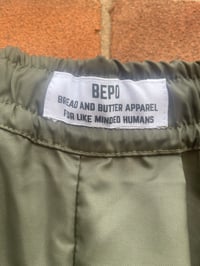 BEPO
BREAD AND BUTTER APPAREL
FOR LIKE MINDED HUMANS